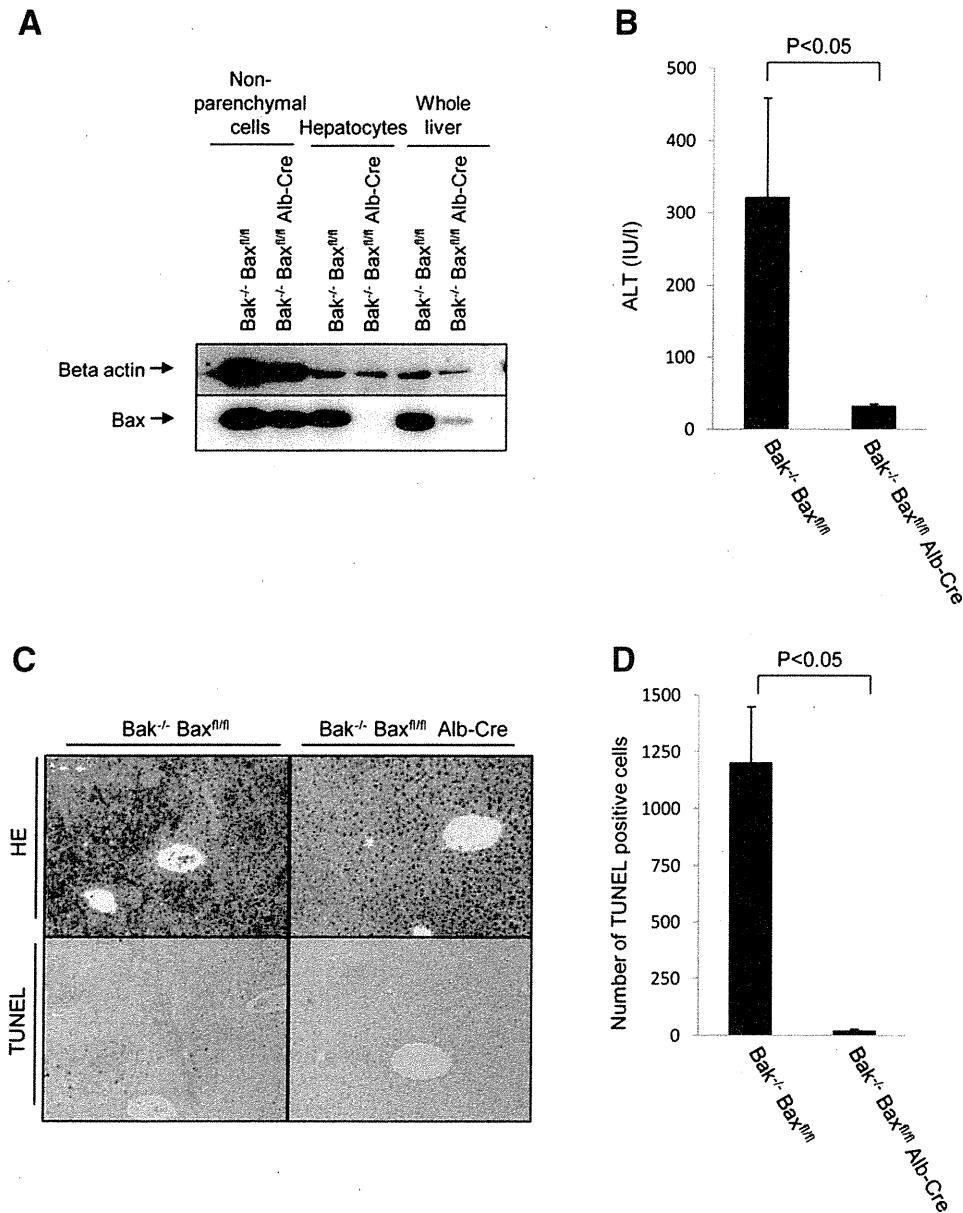 A
Non-
parenchymal
cells
Hepatocytes
Whole
liver
Bak-/- Baxfl/fl
Bak-/- Baxfl/fl Alb-Cre
Bak-/- Baxfl/fl
Bak-/- Baxfl/fl Alb-Cre
Bak-/- Baxfl/fl
Bak-/- Baxfl/fl Alb-Cre
Beta actin
Bax
B
P<0.05
ALT (IU/l)
500
400
300
200
100
0
Bak-/- Baxfl/fl
Bak-/- Baxfl/fl Alb-Cre
C
Bak-/- Baxfl/fl
Bak-/- Baxfl/fl Alb-Cre
HE
TUNEL
D
P<0.05
Number of TUNEL positive cells
1500
1250
1000
750
500
250
0
Bak-/- Baxfl/fl
Bak-/- Baxfl/fl Alb-Cre